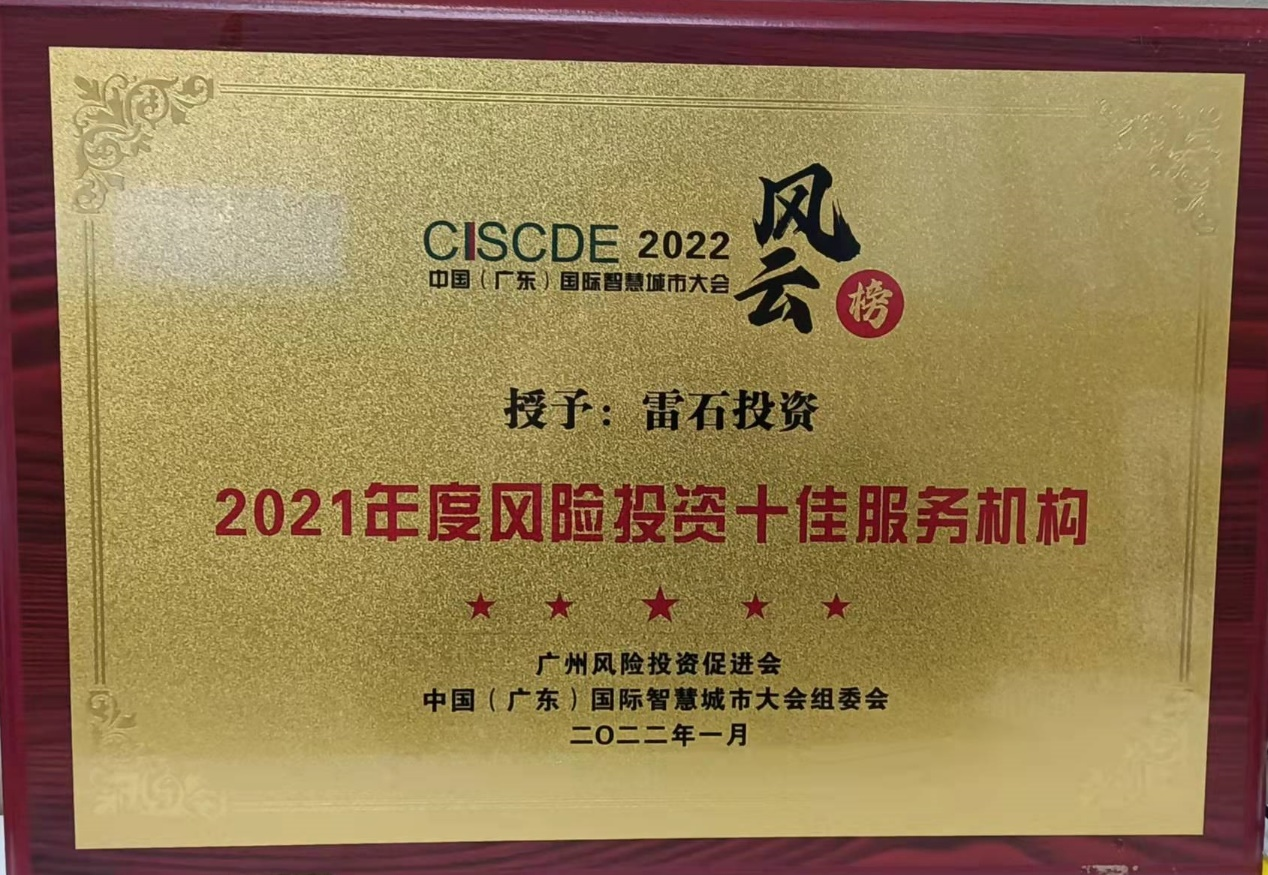 CISCDE 2022
中国（广东）国际智慧城市大会
风云榜
授予：雷石投资
2021年度风险投资十佳服务机构
广州风险投资促进会
中国（广东）国际智慧城市大会组委会
二〇二二年一月